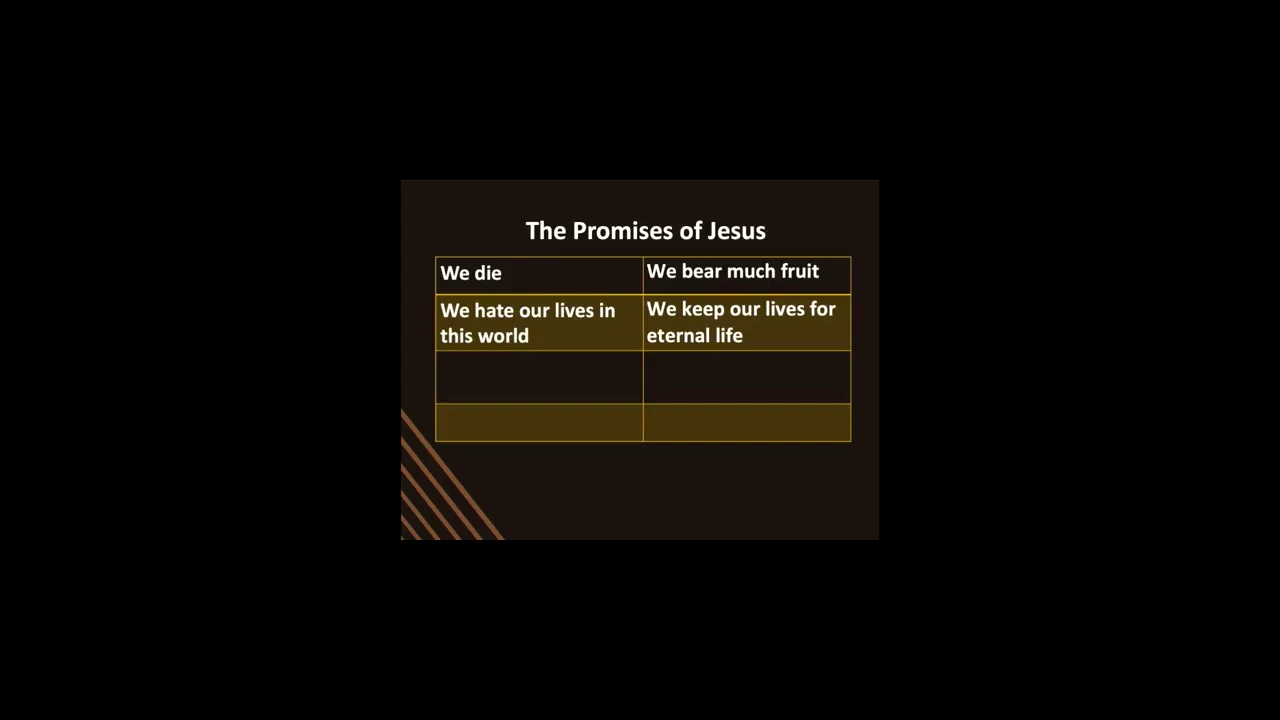 The Promises of Jesus
We die
We bear much fruit
We hate our lives in
this world
We keep our lives for
eternal life